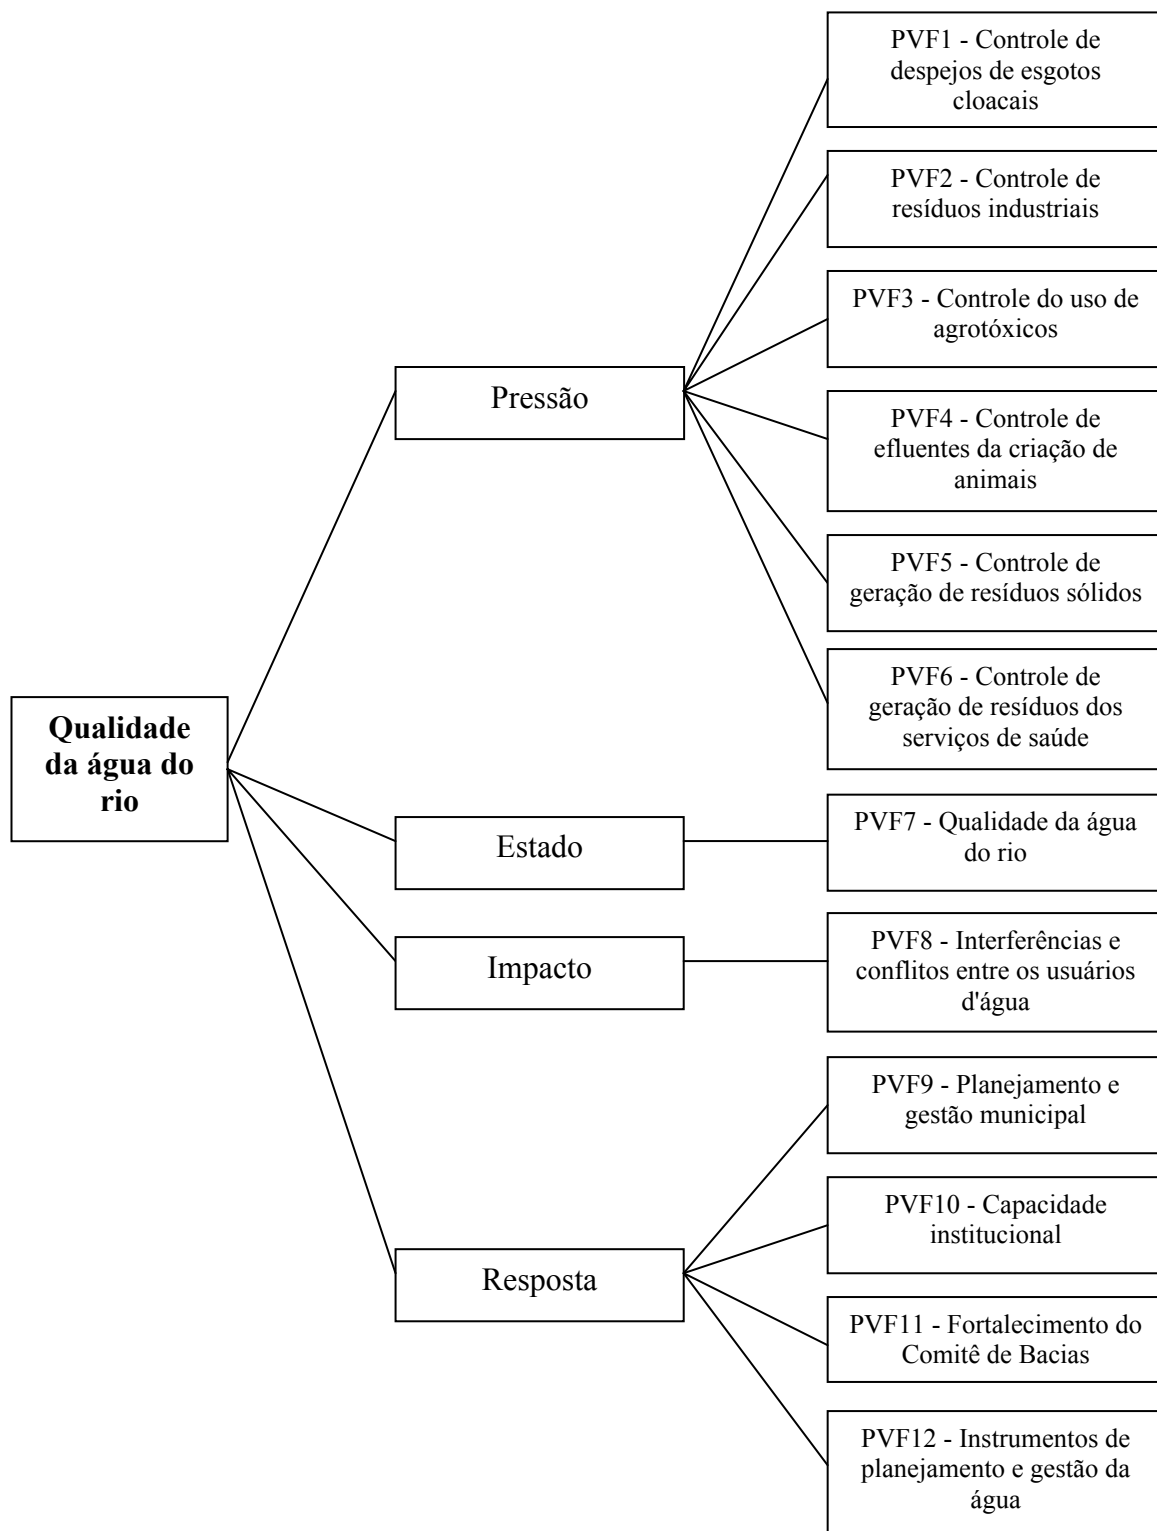 PVF1 - Controle de
despejos de esgotos
cloacais
PVF2 - Controle de
resíduos industriais
PVF3 - Controle do uso de
agrotóxicos
Pressão
PVF4 - Controle de
efluentes da criação de
animais
PVF5 - Controle de
geração de resíduos sólidos
PVF6 - Controle de
geração de resíduos dos
serviços de saúde
Qualidade
da água do
rio
Estado
PVF7 - Qualidade da água
do rio
Impacto
PVF8 - Interferências e
conflitos entre os usuários
d'água
PVF9 - Planejamento e
gestão municipal
PVF10 - Capacidade
institucional
Resposta
PVF11 - Fortalecimento do
Comitê de Bacias
PVF12 - Instrumentos de
planejamento e gestão da
água